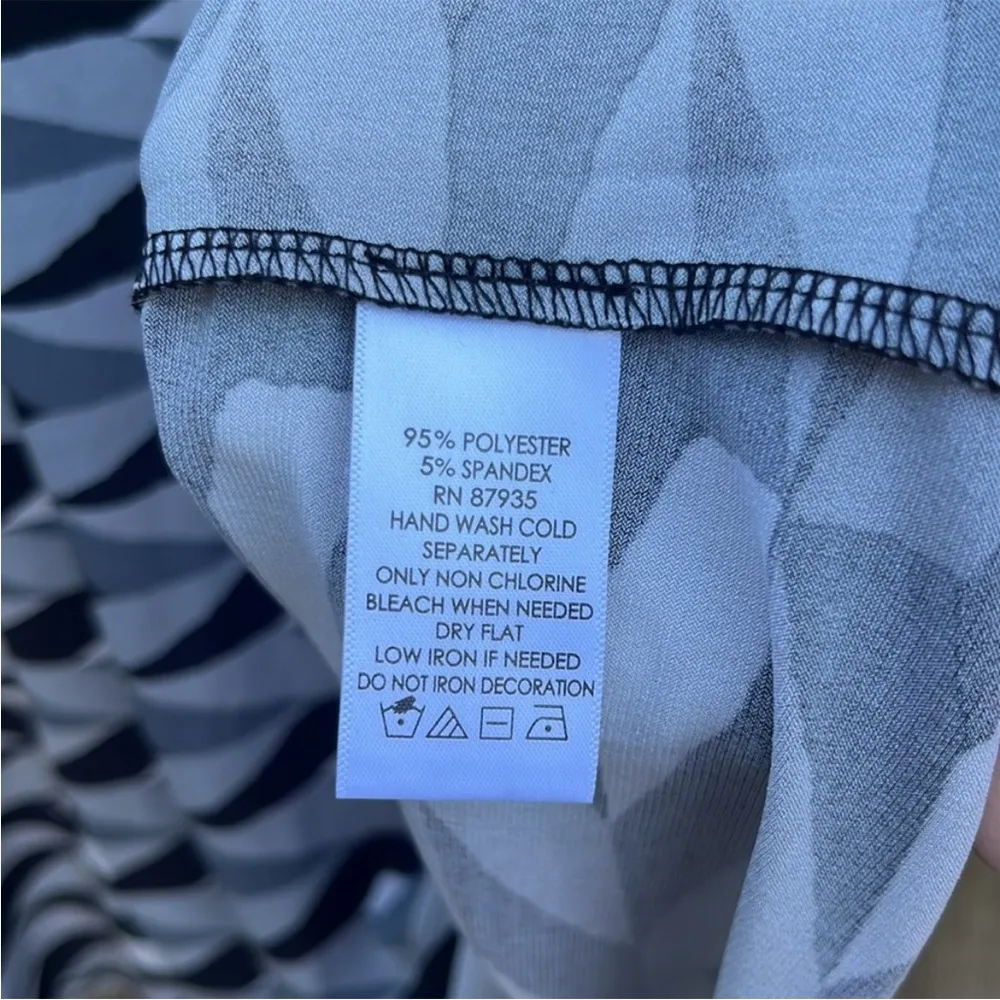 95% POLYESTER
5% SPANDEX
RN 87935
HAND WASH COLD
SEPARATELY
ONLY NON CHLORINE
BLEACH WHEN NEEDED
DRY FLAT
LOW IRON IF NEEDED
DO NOT IRON DECORATION